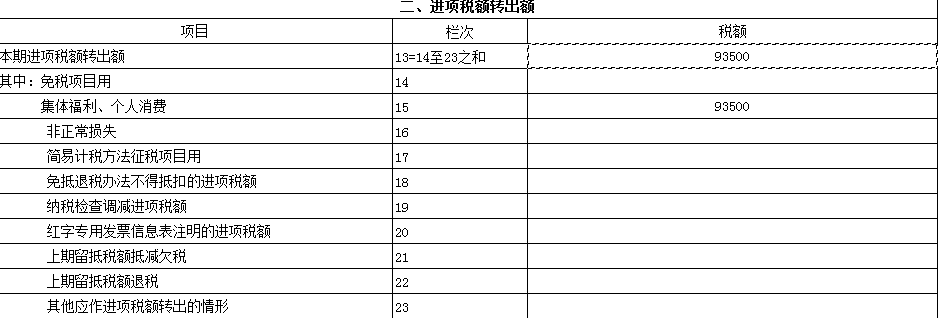 二、进项税额转出额
项目 栏次 税额
本期进项税额转出额 13=14至23之和 93500
其中：免税项目用 14
集体福利、个人消费 15 93500
非正常损失 16
简易计税方法征税项目用 17
免抵退税办法不得抵扣的进项税额 18
纳税检查调减进项税额 19
红字专用发票信息表注明的进项税额 20
上期留抵税额抵减欠税 21
上期留抵税额退税 22
其他应作进项税额转出的情形 23